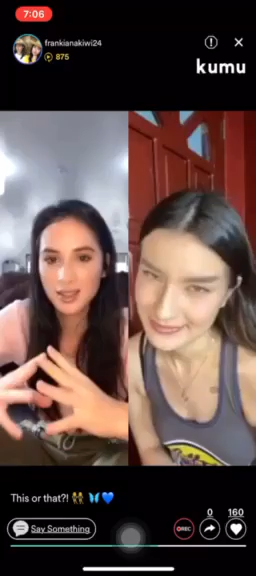 7:06
frankianakiwi24
875
kumu
This or that?! 👯 🦋 💙
0
160
Say Something
REC